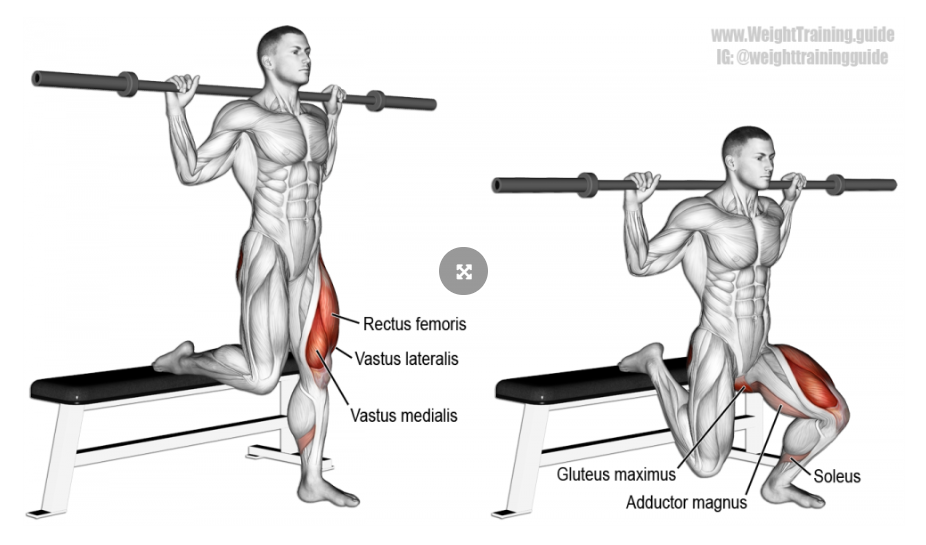 www.WeightTraining.guide
IG: @weighttrainingguide
Rectus femoris
Vastus lateralis
Vastus medialis
Gluteus maximus
Adductor magnus
Soleus